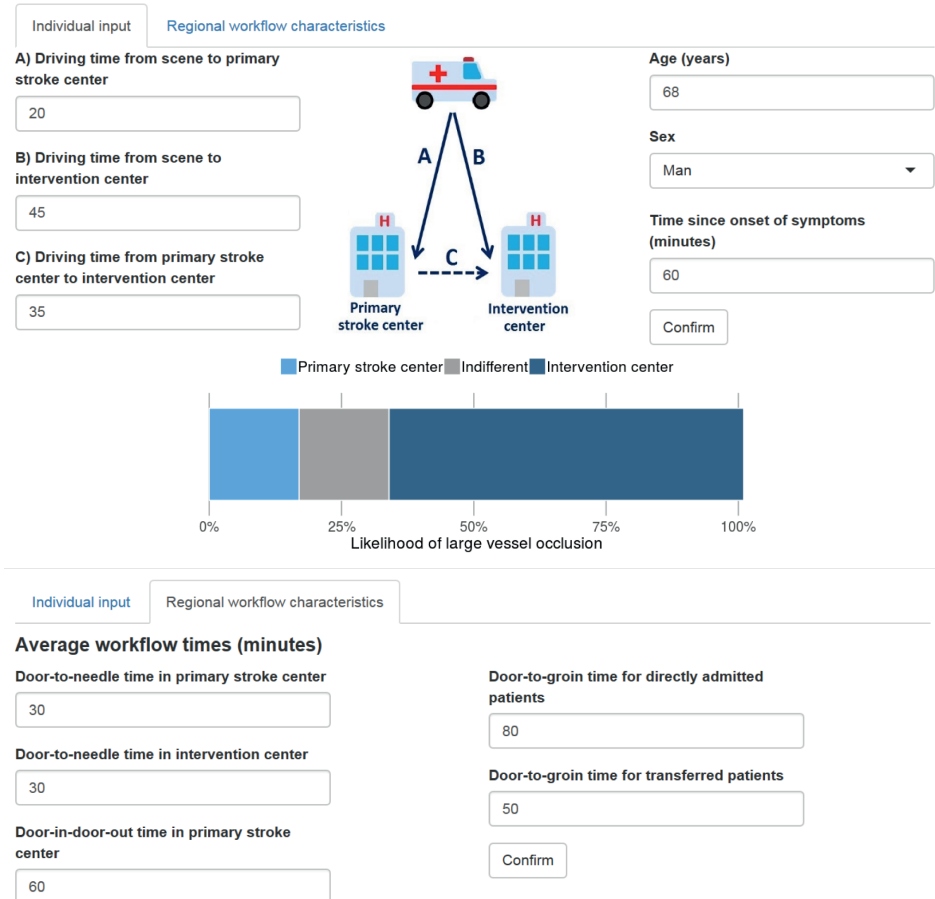 Individual input
Regional workflow characteristics
A) Driving time from scene to primary
stroke center
20
B) Driving time from scene to
intervention center
45
C) Driving time from primary stroke
center to intervention center
35
A
B
C
H
H
Primary
stroke center
Intervention
center
Age (years)
68
Sex
Man
Time since onset of symptoms
(minutes)
60
Confirm
Primary stroke center Indifferent Intervention center
0% 25% 50% 75% 100%
Likelihood of large vessel occlusion
Individual input
Regional workflow characteristics
Average workflow times (minutes)
Door-to-needle time in primary stroke center
30
Door-to-needle time in intervention center
30
Door-in-door-out time in primary stroke
center
60
Door-to-groin time for directly admitted
patients
80
Door-to-groin time for transferred patients
50
Confirm